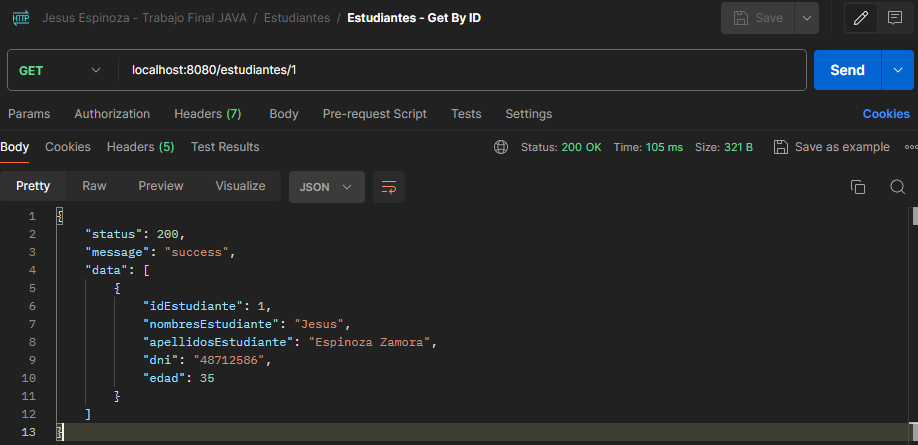 HTTP Jesus Espinoza - Trabajo Final JAVA / Estudiantes / Estudiantes - Get By ID Save
GET localhost:8080/estudiantes/1 Send
Params Authorization Headers (7) Body Pre-request Script Tests Settings Cookies
Body Cookies Headers (5) Test Results Status: 200 OK Time: 105 ms Size: 321 B Save as example
Pretty Raw Preview Visualize JSON
1 {
2 "status": 200,
3 "message": "success",
4 "data": [
5 {
6 "idEstudiante": 1,
7 "nombresEstudiante": "Jesus",
8 "apellidosEstudiante": "Espinoza Zamora",
9 "dni": "48712586",
10 "edad": 35
11 }
12 ]
13 }